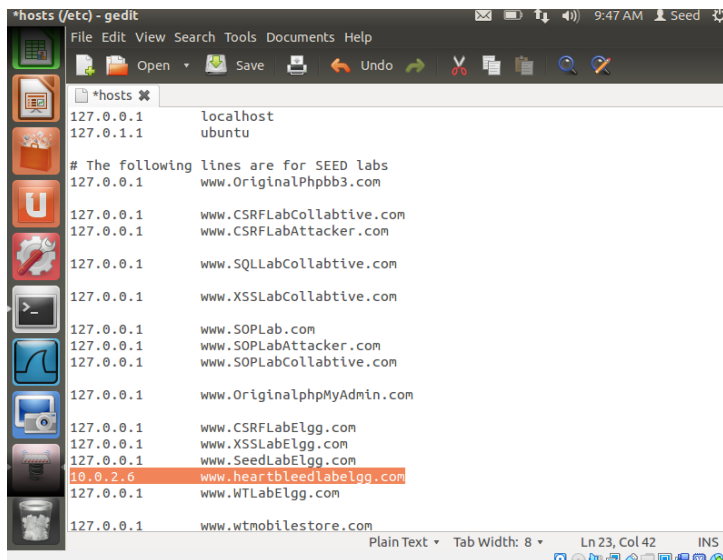 *hosts (/etc) - gedit 9:47 AM Seed
File Edit View Search Tools Documents Help
Open Save Undo
*hosts
127.0.0.1 localhost
127.0.1.1 ubuntu
# The following lines are for SEED labs
127.0.0.1 www.OriginalPhpbb3.com
127.0.0.1 www.CSRFLabCollabtive.com
127.0.0.1 www.CSRFLabAttacker.com
127.0.0.1 www.SQLLabCollabtive.com
127.0.0.1 www.XSSLabCollabtive.com
127.0.0.1 www.SOPLab.com
127.0.0.1 www.SOPLabAttacker.com
127.0.0.1 www.SOPLabCollabtive.com
127.0.0.1 www.OriginalphpMyAdmin.com
127.0.0.1 www.CSRFLabElgg.com
127.0.0.1 www.XSSLabElgg.com
127.0.0.1 www.SeedLabElgg.com
10.0.2.6 www.heartbleedlabelgg.com
127.0.0.1 www.WTLabElgg.com
127.0.0.1 www.wtmobilestore.com
Plain Text Tab Width: 8 Ln 23, Col 42 INS